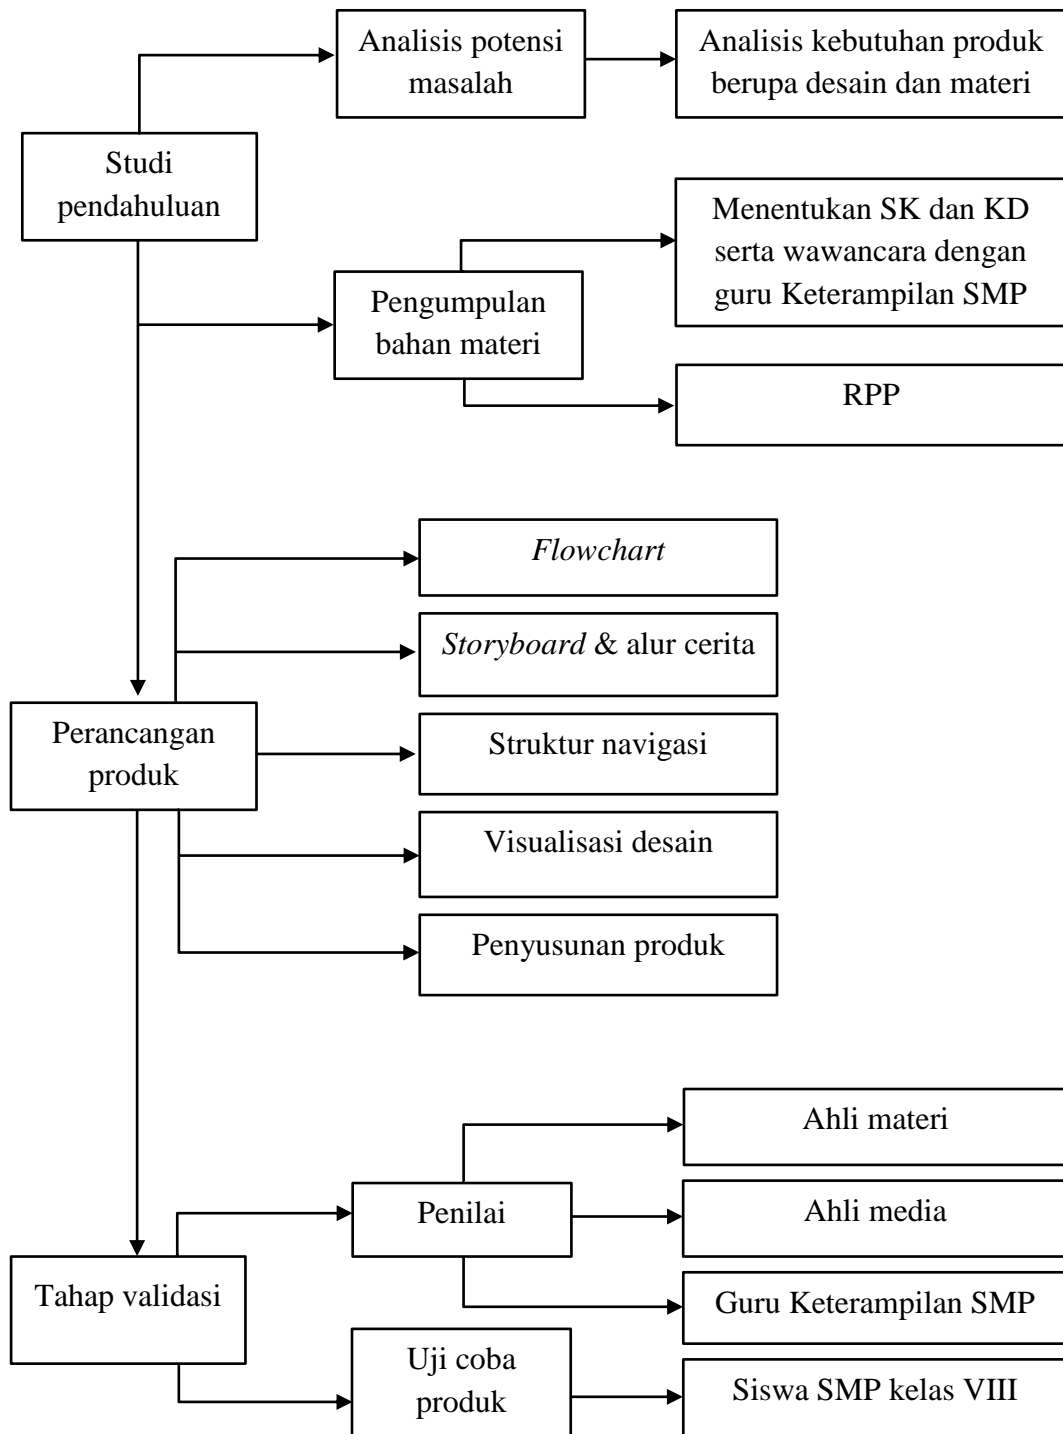 Analisis potensi
masalah
Analisis kebutuhan produk
berupa desain dan materi
Studi
pendahuluan
Menentukan SK dan KD
serta wawancara dengan
guru Keterampilan SMP
Pengumpulan
bahan materi
RPP
Flowchart
Storyboard & alur cerita
Perancangan
produk
Struktur navigasi
Visualisasi desain
Penyusunan produk
Ahli materi
Penilai
Ahli media
Tahap validasi
Guru Keterampilan SMP
Uji coba
produk
Siswa SMP kelas VIII